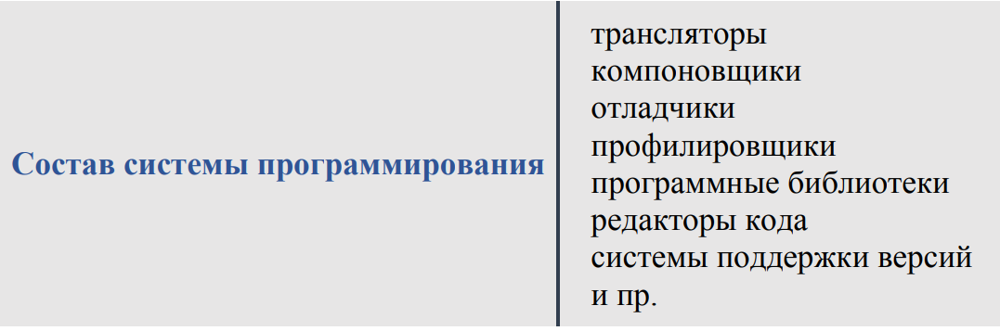 Состав системы программирования
трансляторы
компоновщики
отладчики
профилировщики
программные библиотеки
редакторы кода
системы поддержки версий
и пр.